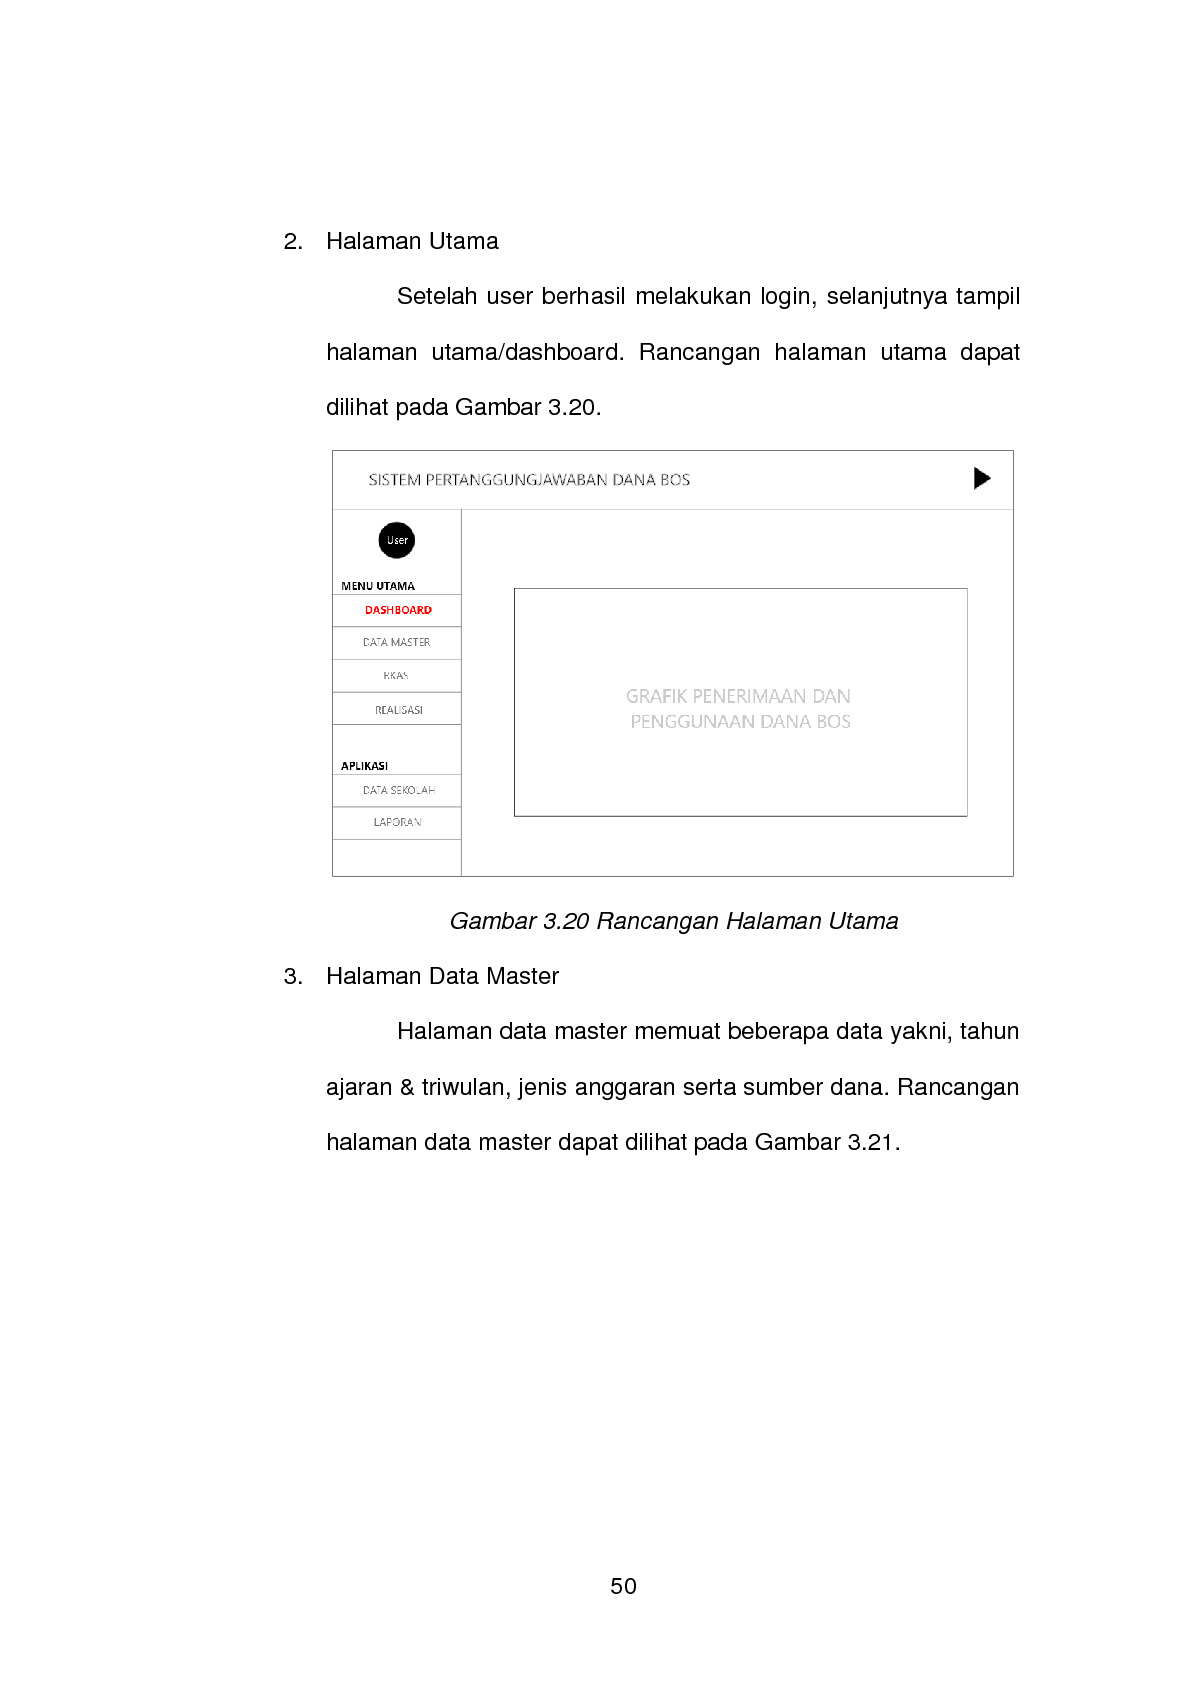 2. Halaman Utama
Setelah user berhasil melakukan login, selanjutnya tampil
halaman utama/dashboard. Rancangan halaman utama dapat
dilihat pada Gambar 3.20.
SISTEM PERTANGGUNGJAWABAN DANA BOS
User
MENU UTAMA
DASHBOARD
DATA MASTER
RKAS
REALISASI
APLIKASI
DATA SEKOLAH
LAPORAN
GRAFIK PENERIMAAN DAN
PENGGUNAAN DANA BOS
Gambar 3.20 Rancangan Halaman Utama
3. Halaman Data Master
Halaman data master memuat beberapa data yakni, tahun
ajaran & triwulan, jenis anggaran serta sumber dana. Rancangan
halaman data master dapat dilihat pada Gambar 3.21.
50